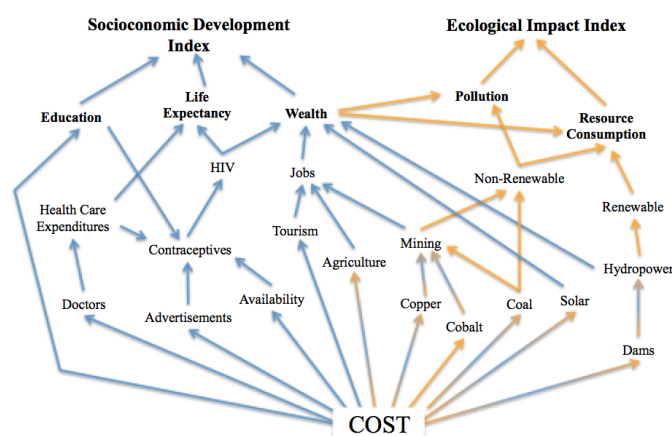 Socioeconomic Development
Index
Ecological Impact Index
Education
Life
Expectancy
Wealth
Pollution
Resource
Consumption
HIV
Jobs
Non-Renewable
Renewable
Health Care
Expenditures
Contraceptives
Tourism
Agriculture
Mining
Hydropower
Doctors
Advertisements
Availability
Copper
Cobalt
Coal
Solar
Dams
COST